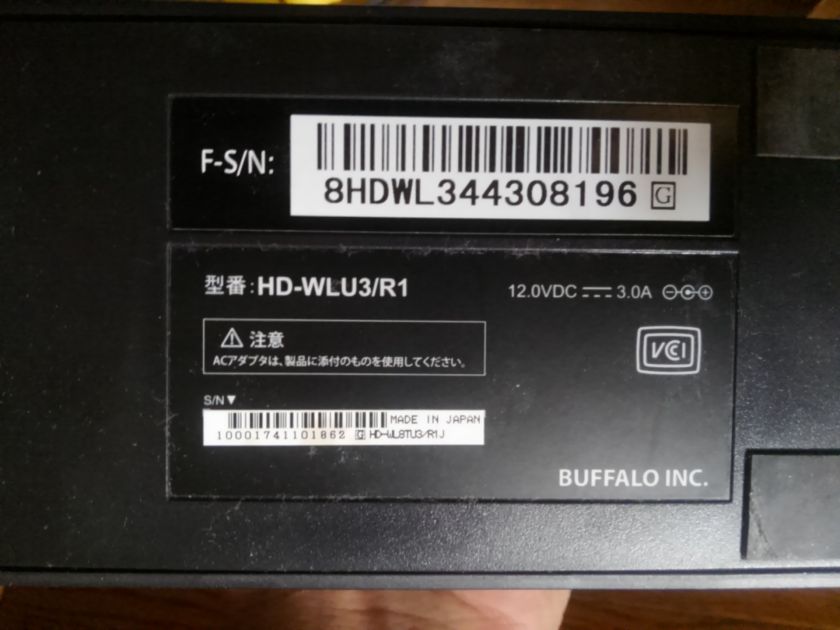 F-S/N:
8HDWL344308196 G
型番:HD-WLU3/R1
12.0VDC 3.0A
注意
ACアダプタは、製品に添付のものを使用してください。
VCI
S/N▼
MADE IN JAPAN
10001741101862 G HD-WL8TU3/R1J
BUFFALO INC.